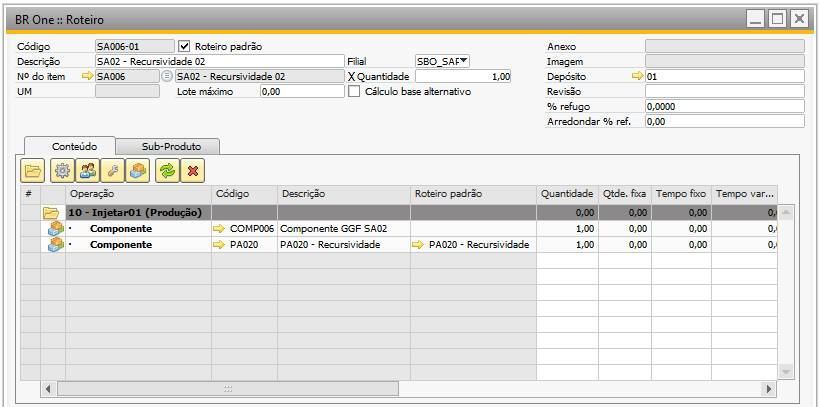 BR One :: Roteiro
Código SA006-01 Roteiro padrão Anexo
Descrição SA02 - Recursividade 02 Filial SBO_SAF Imagem
Nº do item SA006 SA02 - Recursividade 02 X Quantidade 1,00 Depósito 01
UM Lote máximo 0,00 Cálculo base alternativo Revisão
% refugo 0,0000
Arredondar % ref. 0,00
Conteúdo Sub-Produto
# Operação Código Descrição Roteiro padrão Quantidade Qtde. fixa Tempo fixo Tempo var...
10 - Injetar01 (Produção) 0,00 0,00 0,00 0,
Componente COMP006 Componente GGF SA02 1,00 0,00 0,00 0,
Componente PA020 PA020 - Recursividade PA020 - Recursividade 1,00 0,00 0,00 0,